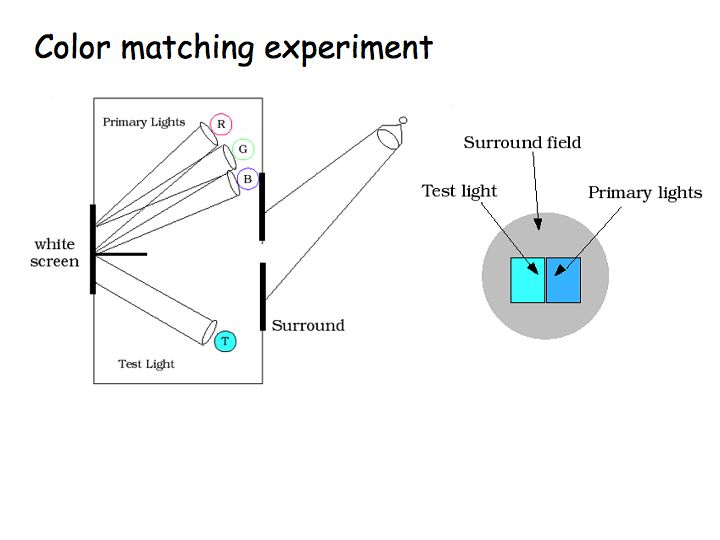 Color matching experiment
Primary Lights
R
G
B
white
screen
T
Test Light
Surround
Surround field
Test light
Primary lights